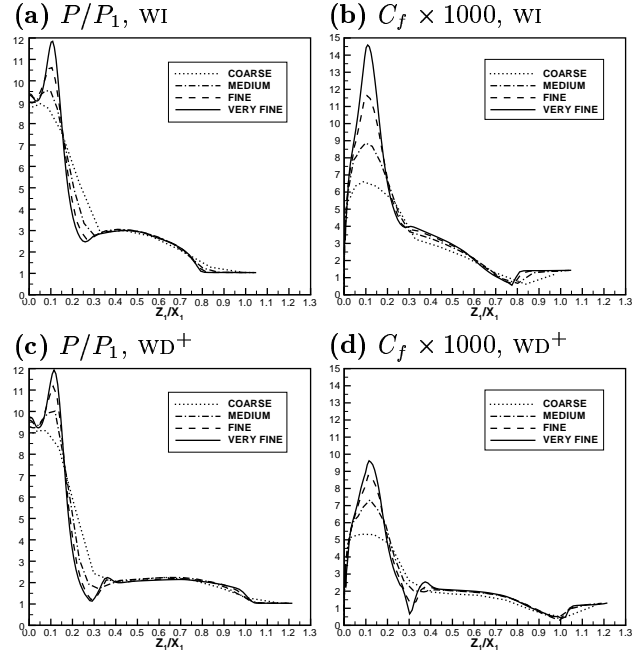 (a) P/P₁, WI
12
11
10
9
8
7
6
5
4
3
2
1
0
COARSE
MEDIUM
FINE
VERY FINE
0.0 0.1 0.2 0.3 0.4 0.5 0.6 0.7 0.8 0.9 1.0 1.1 1.2 1.3
Z₁/X₁
(b) C_f × 1000, WI
15
14
13
12
11
10
9
8
7
6
5
4
3
2
1
0
COARSE
MEDIUM
FINE
VERY FINE
0.0 0.1 0.2 0.3 0.4 0.5 0.6 0.7 0.8 0.9 1.0 1.1 1.2 1.3
Z₁/X₁
(c) P/P₁, WD⁺
12
11
10
9
8
7
6
5
4
3
2
1
0
COARSE
MEDIUM
FINE
VERY FINE
0.0 0.1 0.2 0.3 0.4 0.5 0.6 0.7 0.8 0.9 1.0 1.1 1.2 1.3
Z₁/X₁
(d) C_f × 1000, WD⁺
15
14
13
12
11
10
9
8
7
6
5
4
3
2
1
0
COARSE
MEDIUM
FINE
VERY FINE
0.0 0.1 0.2 0.3 0.4 0.5 0.6 0.7 0.8 0.9 1.0 1.1 1.2 1.3
Z₁/X₁